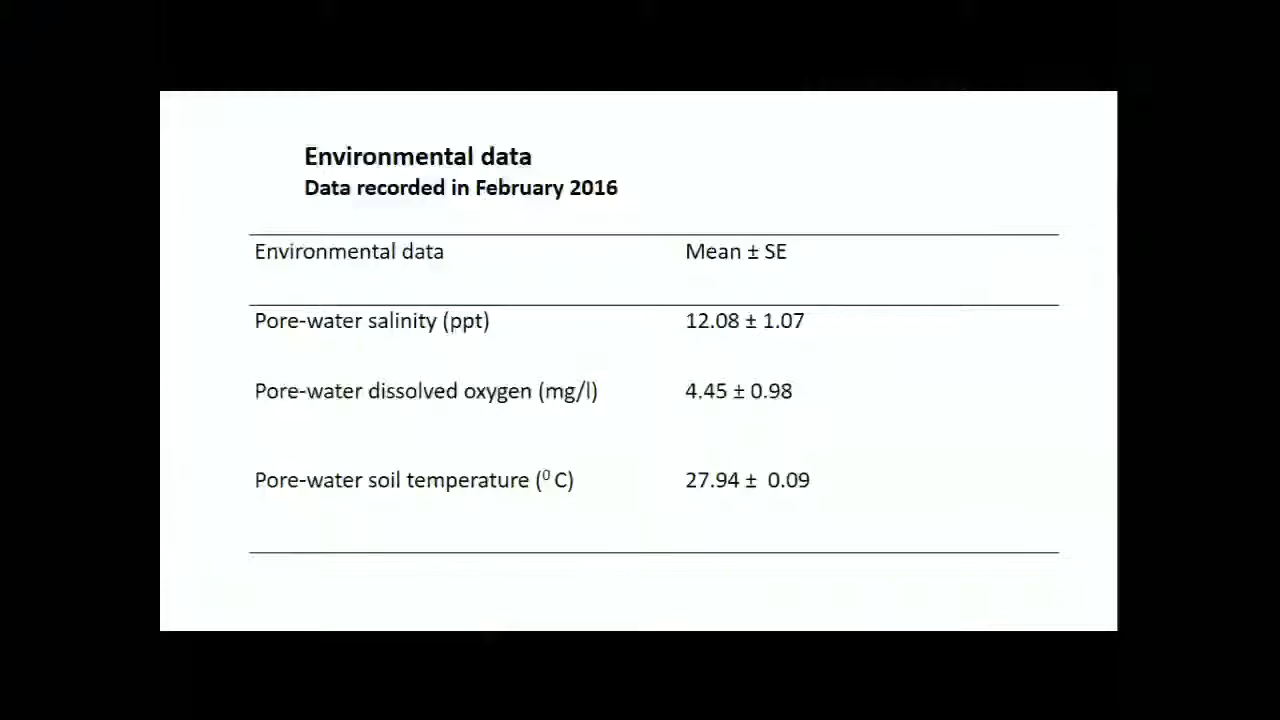 Environmental data
Data recorded in February 2016
Environmental data Mean ± SE
Pore-water salinity (ppt) 12.08 ± 1.07
Pore-water dissolved oxygen (mg/l) 4.45 ± 0.98
Pore-water soil temperature (⁰ C) 27.94 ± 0.09